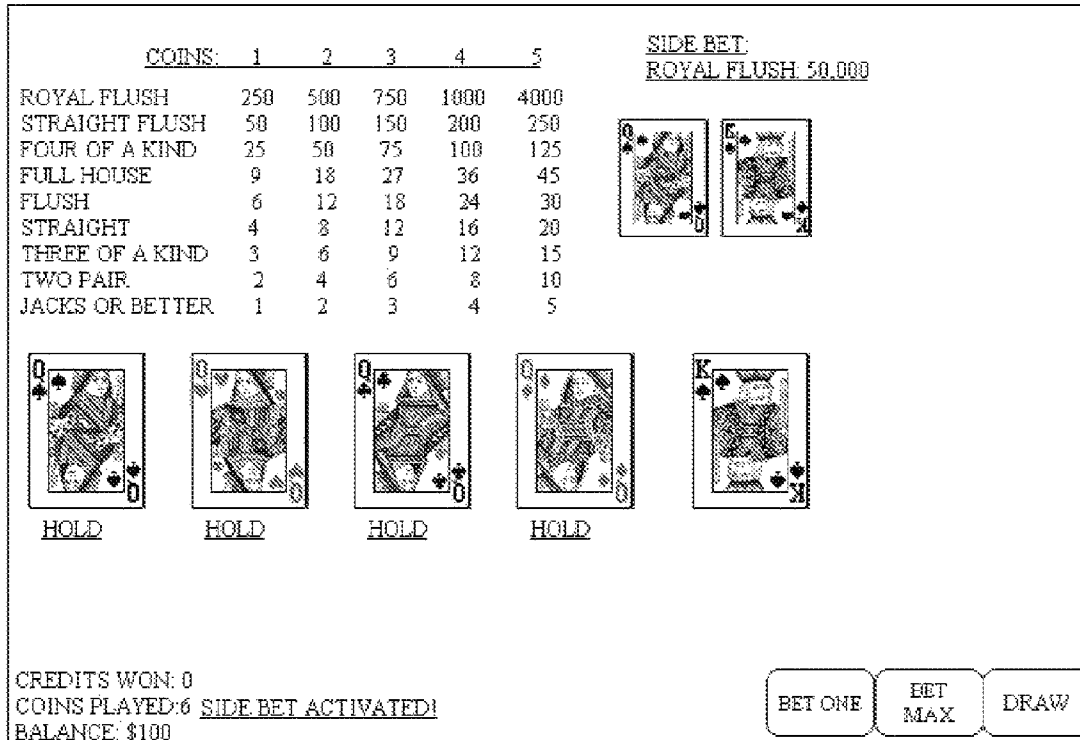 COINS: 1 2 3 4 5
ROYAL FLUSH 250 500 750 1000 4000
STRAIGHT FLUSH 50 100 150 200 250
FOUR OF A KIND 25 50 75 100 125
FULL HOUSE 9 18 27 36 45
FLUSH 6 12 18 24 30
STRAIGHT 4 8 12 16 20
THREE OF A KIND 3 6 9 12 15
TWO PAIR 2 4 6 8 10
JACKS OR BETTER 1 2 3 4 5
SIDE BET:
ROYAL FLUSH: 50,000
Q K
Q K
Q Q Q Q K
Q Q Q Q K
HOLD HOLD HOLD HOLD
CREDITS WON: 0
COINS PLAYED:6 SIDE BET ACTIVATED!
BALANCE: $100
BET ONE
BET
MAX
DRAW